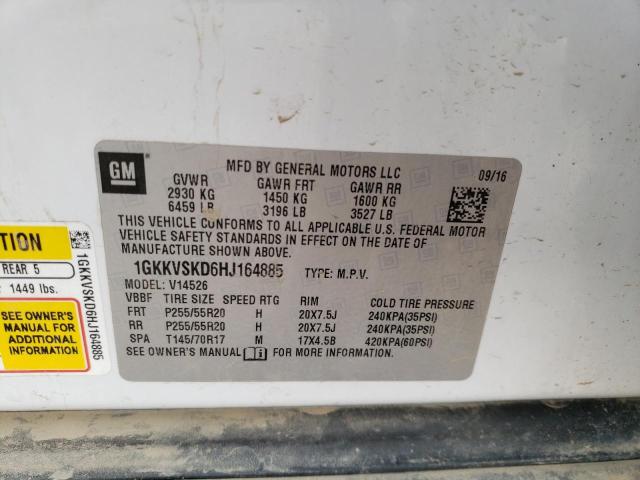 GM
MFD BY GENERAL MOTORS LLC
09/16
GVWR GAWR FRT GAWR RR
2930 KG 1450 KG 1600 KG
6459 LB 3196 LB 3527 LB
THIS VEHICLE CONFORMS TO ALL APPLICABLE U.S. FEDERAL MOTOR
VEHICLE SAFETY STANDARDS IN EFFECT ON THE DATE OF
MANUFACTURE SHOWN ABOVE.
1GKKVSKD6HJ164885 TYPE: M.P.V.
MODEL: V14526
VBBF TIRE SIZE SPEED RTG RIM COLD TIRE PRESSURE
FRT P255/55R20 H 20X7.5J 240KPA(35PSI)
RR P255/55R20 H 20X7.5J 240KPA(35PSI)
SPA T145/70R17 M 17X4.5B 420KPA(60PSI)
SEE OWNER'S MANUAL FOR MORE INFORMATION.
TION
REAR 5
1449 lbs.
SEE OWNER'S
MANUAL FOR
ADDITIONAL
INFORMATION
1GKKVSKD6HJ164885